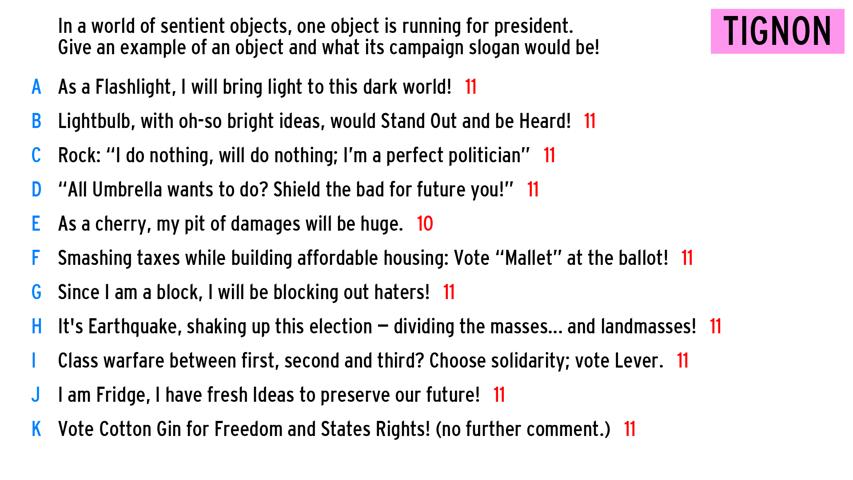 In a world of sentient objects, one object is running for president.
Give an example of an object and what its campaign slogan would be!
TIGNON
A As a Flashlight, I will bring light to this dark world! 11
B Lightbulb, with oh-so bright ideas, would Stand Out and be Heard! 11
C Rock: “I do nothing, will do nothing; I’m a perfect politician” 11
D “All Umbrella wants to do? Shield the bad for future you!” 11
E As a cherry, my pit of damages will be huge. 10
F Smashing taxes while building affordable housing: Vote “Mallet” at the ballot! 11
G Since I am a block, I will be blocking out haters! 11
H It's Earthquake, shaking up this election – dividing the masses... and landmasses! 11
I Class warfare between first, second and third? Choose solidarity; vote Lever. 11
J I am Fridge, I have fresh Ideas to preserve our future! 11
K Vote Cotton Gin for Freedom and States Rights! (no further comment.) 11